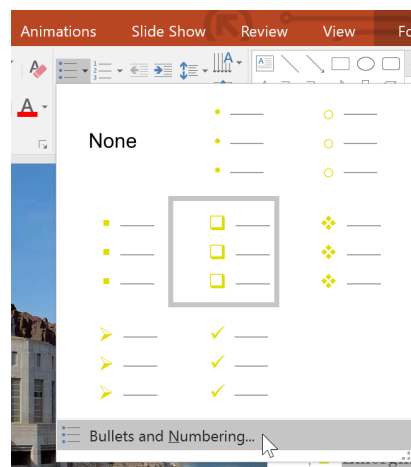 Animations Slide Show Review View Fo
A
A
None
Bullets and Numbering...